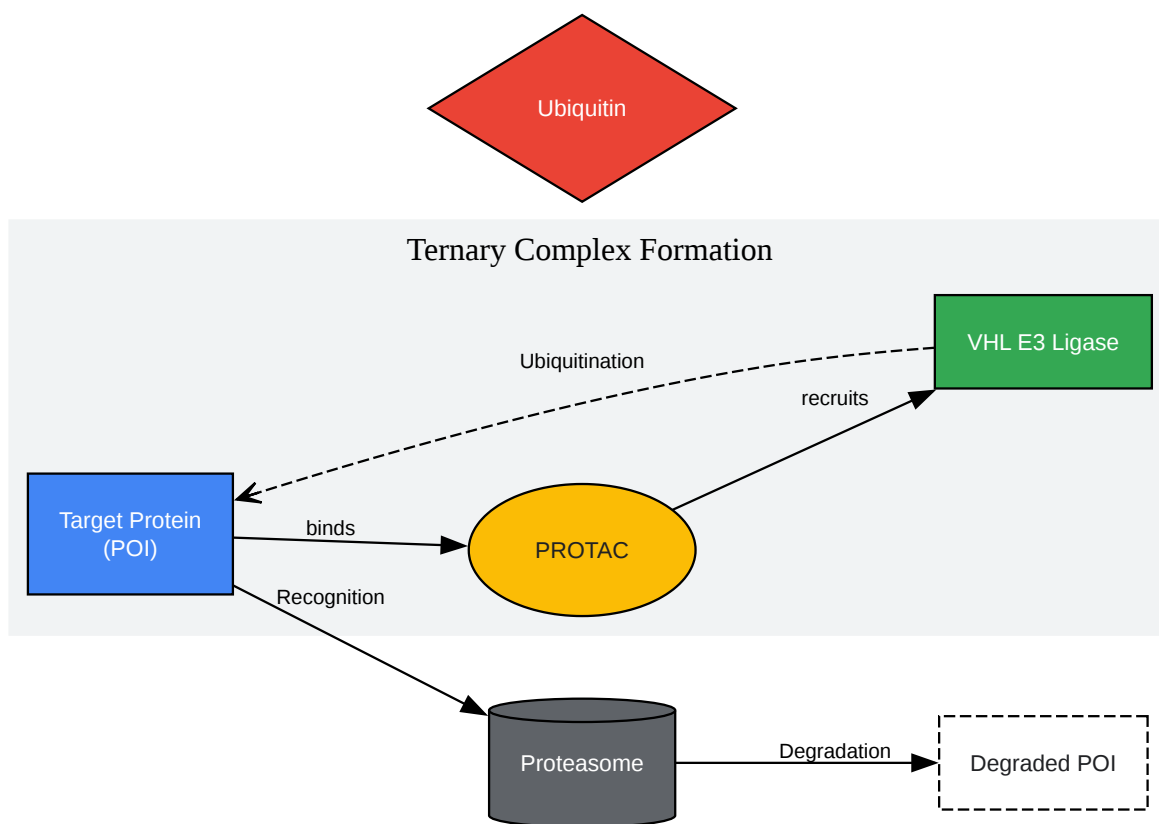 Ubiquitin
Ternary Complex Formation
VHL E3 Ligase
Ubiquitination
recruits
Target Protein
(POI)
binds
PROTAC
Recognition
Proteasome
Degradation
Degraded POI